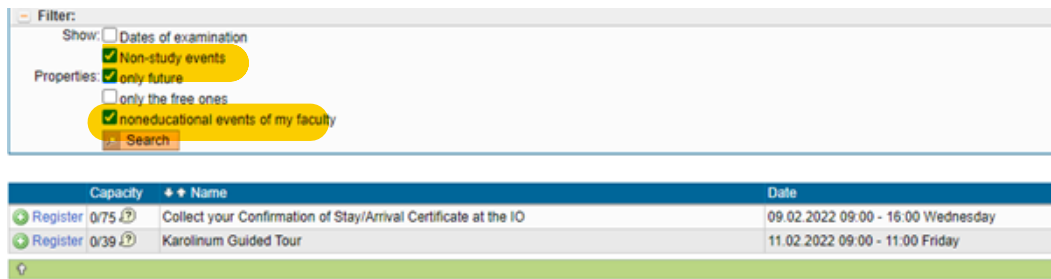 Filter:
Show: Dates of examination
Non-study events
Properties: only future
only the free ones
noneducational events of my faculty
Search
Capacity Name Date
Register 0/75 Collect your Confirmation of Stay/Arrival Certificate at the IO 09.02.2022 09:00 - 16:00 Wednesday
Register 0/39 Karolinum Guided Tour 11.02.2022 09:00 - 11:00 Friday